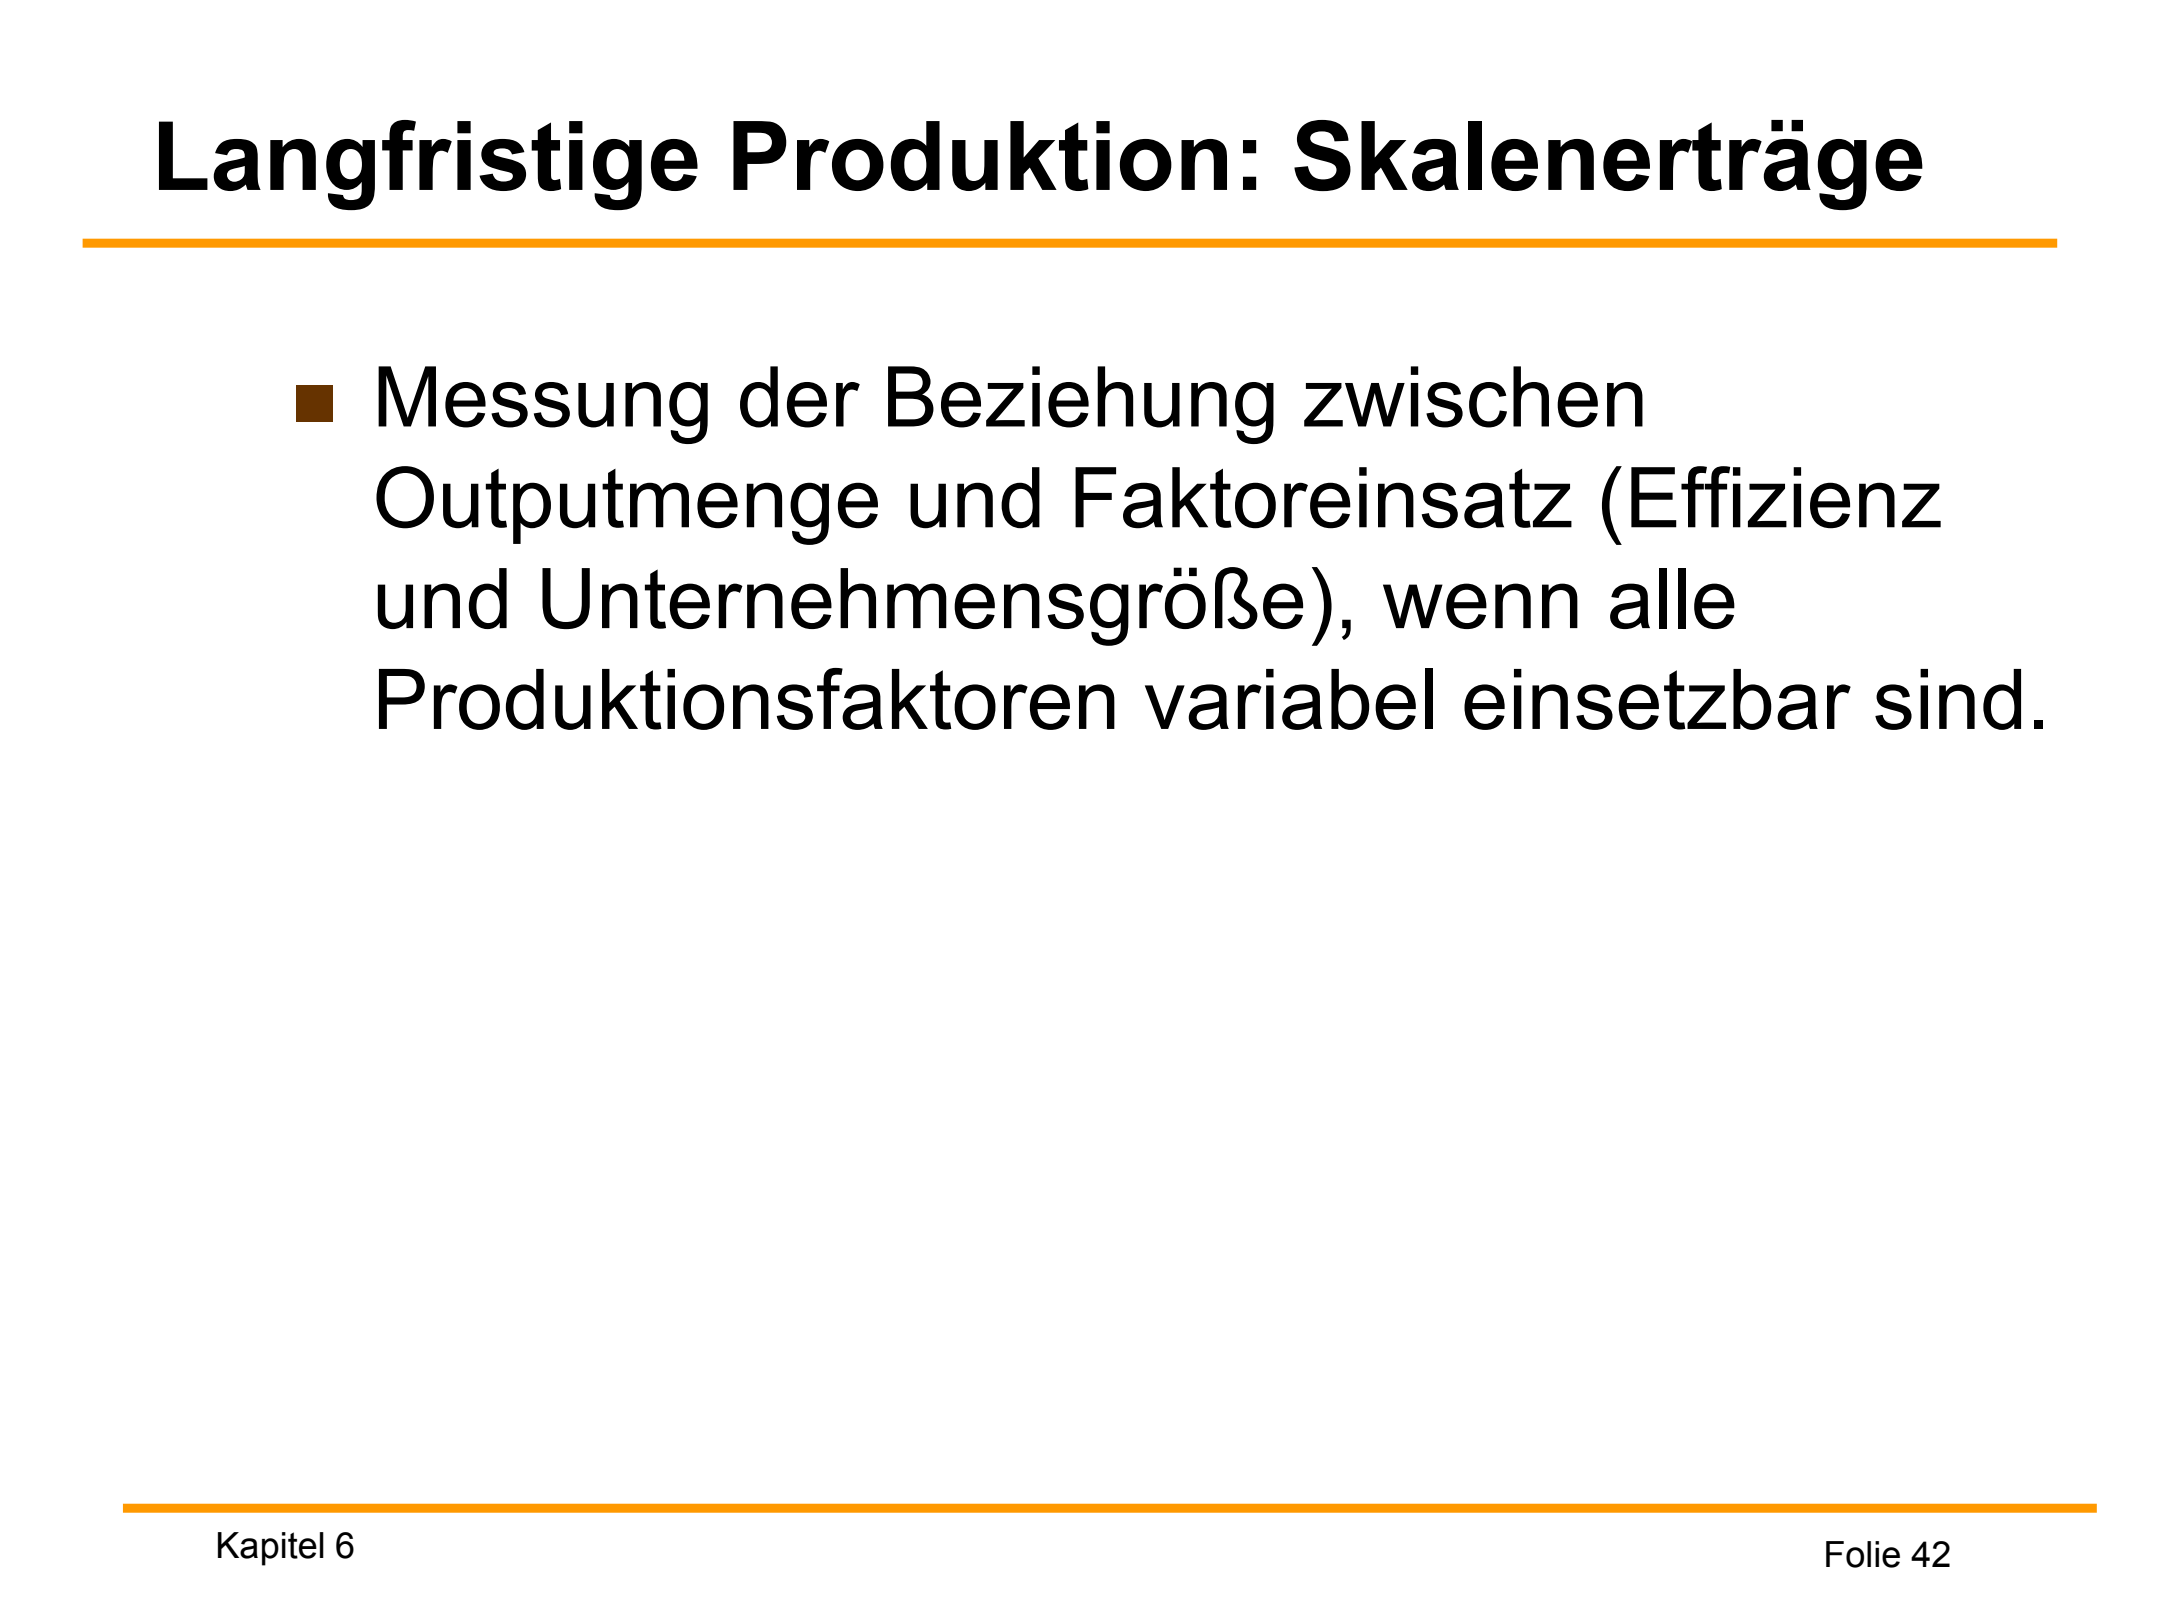 Langfristige Produktion: Skalenerträge
Messung der Beziehung zwischen
Outputmenge und Faktoreinsatz (Effizienz
und Unternehmensgröße), wenn alle
Produktionsfaktoren variabel einsetzbar sind.
Kapitel 6
Folie 42